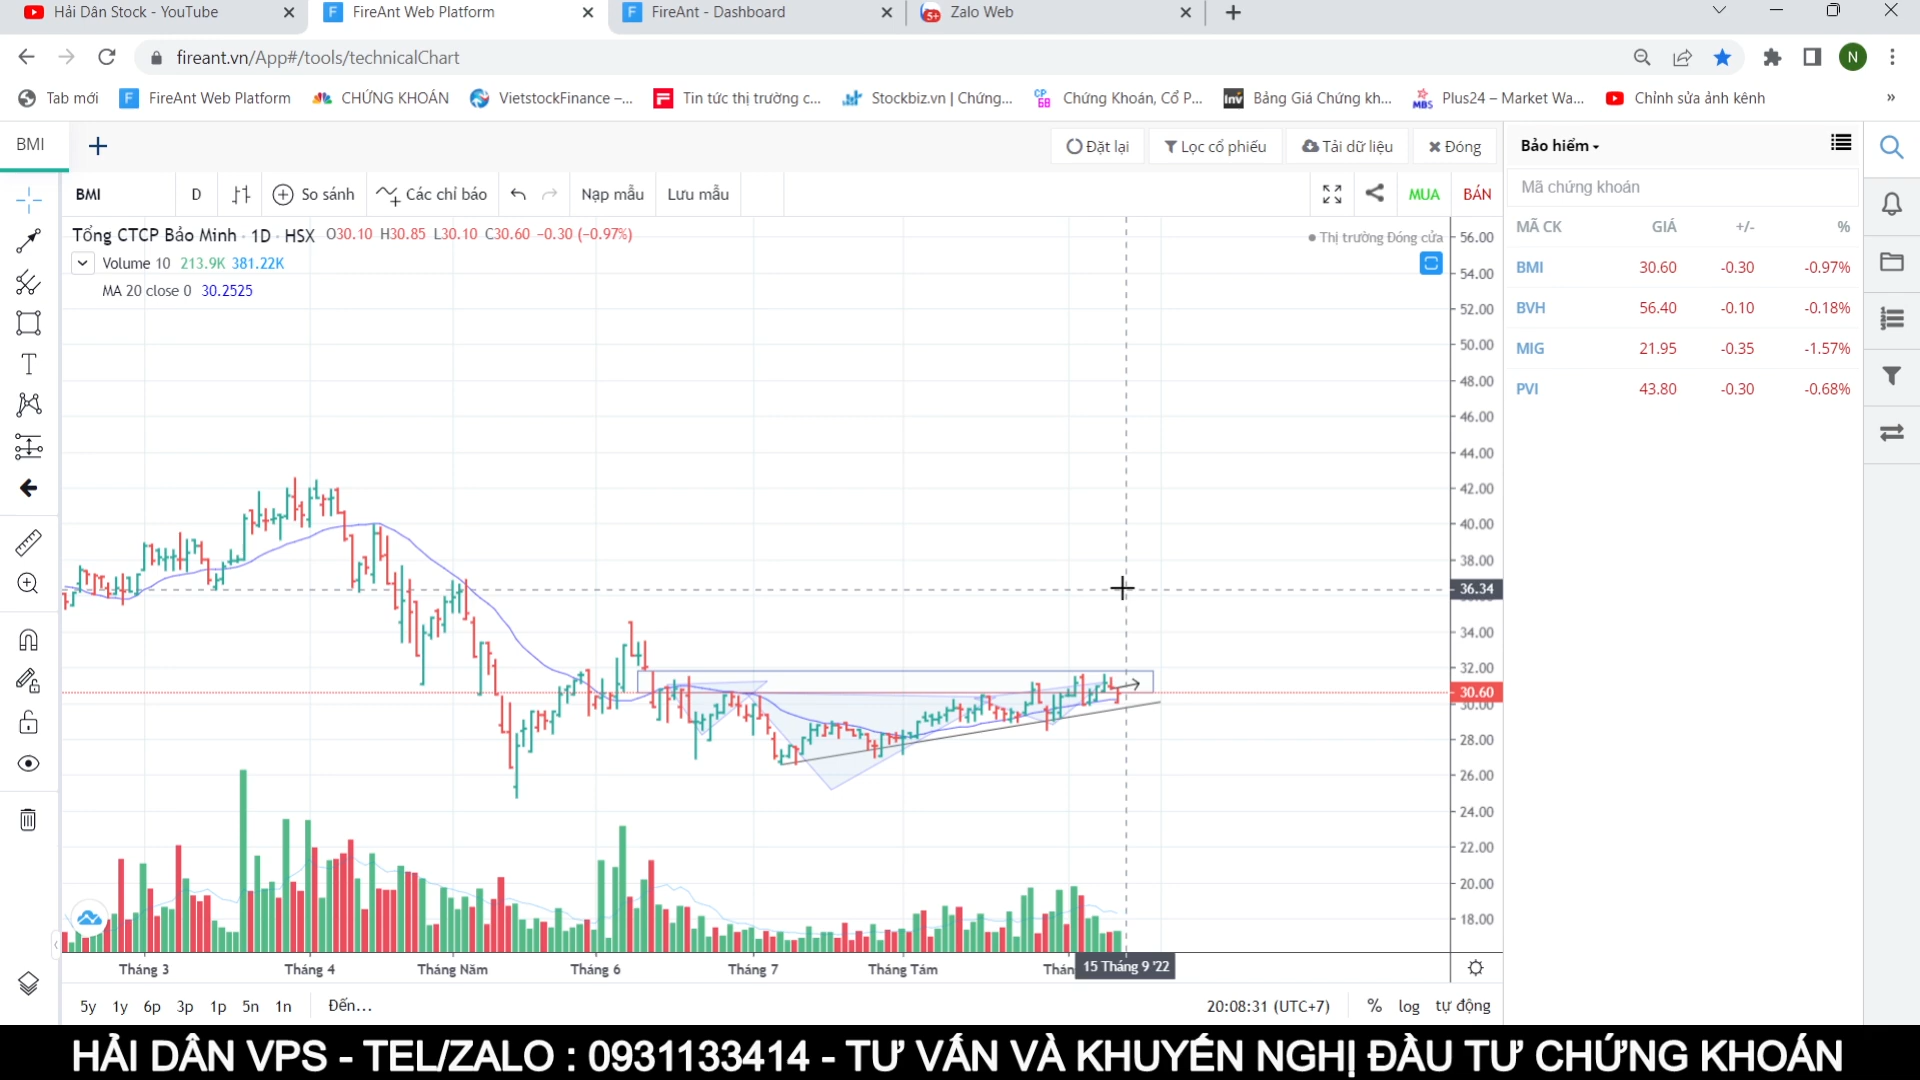 Hải Dân Stock - YouTube
FireAnt Web Platform
FireAnt - Dashboard
5+ Zalo Web
fireant.vn/App#/tools/technicalChart
N
Tab mới
FireAnt Web Platform
CHỨNG KHOÁN
VietstockFinance –...
Tin tức thị trường c...
Stockbiz.vn | Chứng...
CP 68 Chứng Khoán, Cổ P...
Inv Bảng Giá Chứng kh...
MBS Plus24 – Market Wa...
Chỉnh sửa ảnh kênh
»
BMI
Đặt lại
Lọc cổ phiếu
Tải dữ liệu
Đóng
BMI
D
So sánh
Các chỉ báo
Nạp mẫu
Lưu mẫu
MUA
BÁN
Tổng CTCP Bảo Minh · 1D · HSX O30.10 H30.85 L30.10 C30.60 −0.30 (−0.97%)
Thị trường Đóng cửa
Volume 10 213.9K 381.22K
MA 20 close 0 30.2525
56.00
54.00
52.00
50.00
48.00
46.00
44.00
42.00
40.00
38.00
36.34
34.00
32.00
30.60
30.00
28.00
26.00
24.00
22.00
20.00
18.00
Tháng 3
Tháng 4
Tháng Năm
Tháng 6
Tháng 7
Tháng Tám
15 Tháng 9 '22
5y 1y 6p 3p 1p 5n 1n Đến...
20:08:31 (UTC+7) % log tự động
Bảo hiểm
Mã chứng khoán
MÃ CK GIÁ +/- %
BMI 30.60 -0.30 -0.97%
BVH 56.40 -0.10 -0.18%
MIG 21.95 -0.35 -1.57%
PVI 43.80 -0.30 -0.68%
HẢI DÂN VPS - TEL/ZALO : 0931133414 - TƯ VẤN VÀ KHUYẾN NGHỊ ĐẦU TƯ CHỨNG KHOÁN